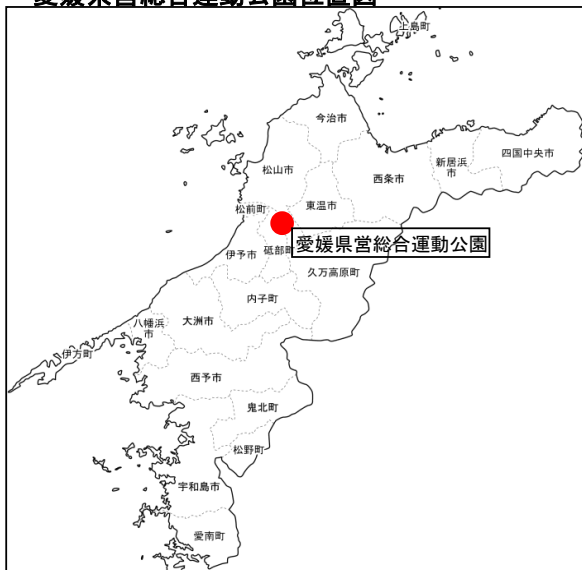 愛媛県営総合運動公園位置図
上島町
今治市
四国中央市
新居浜
市
松山市
西条市
東温市
松前町
愛媛県営総合運動公園
砥部町
伊予市
久万高原町
内子町
大洲市
八幡浜
市
伊方町
西予市
鬼北町
松野町
宇和島市
愛南町